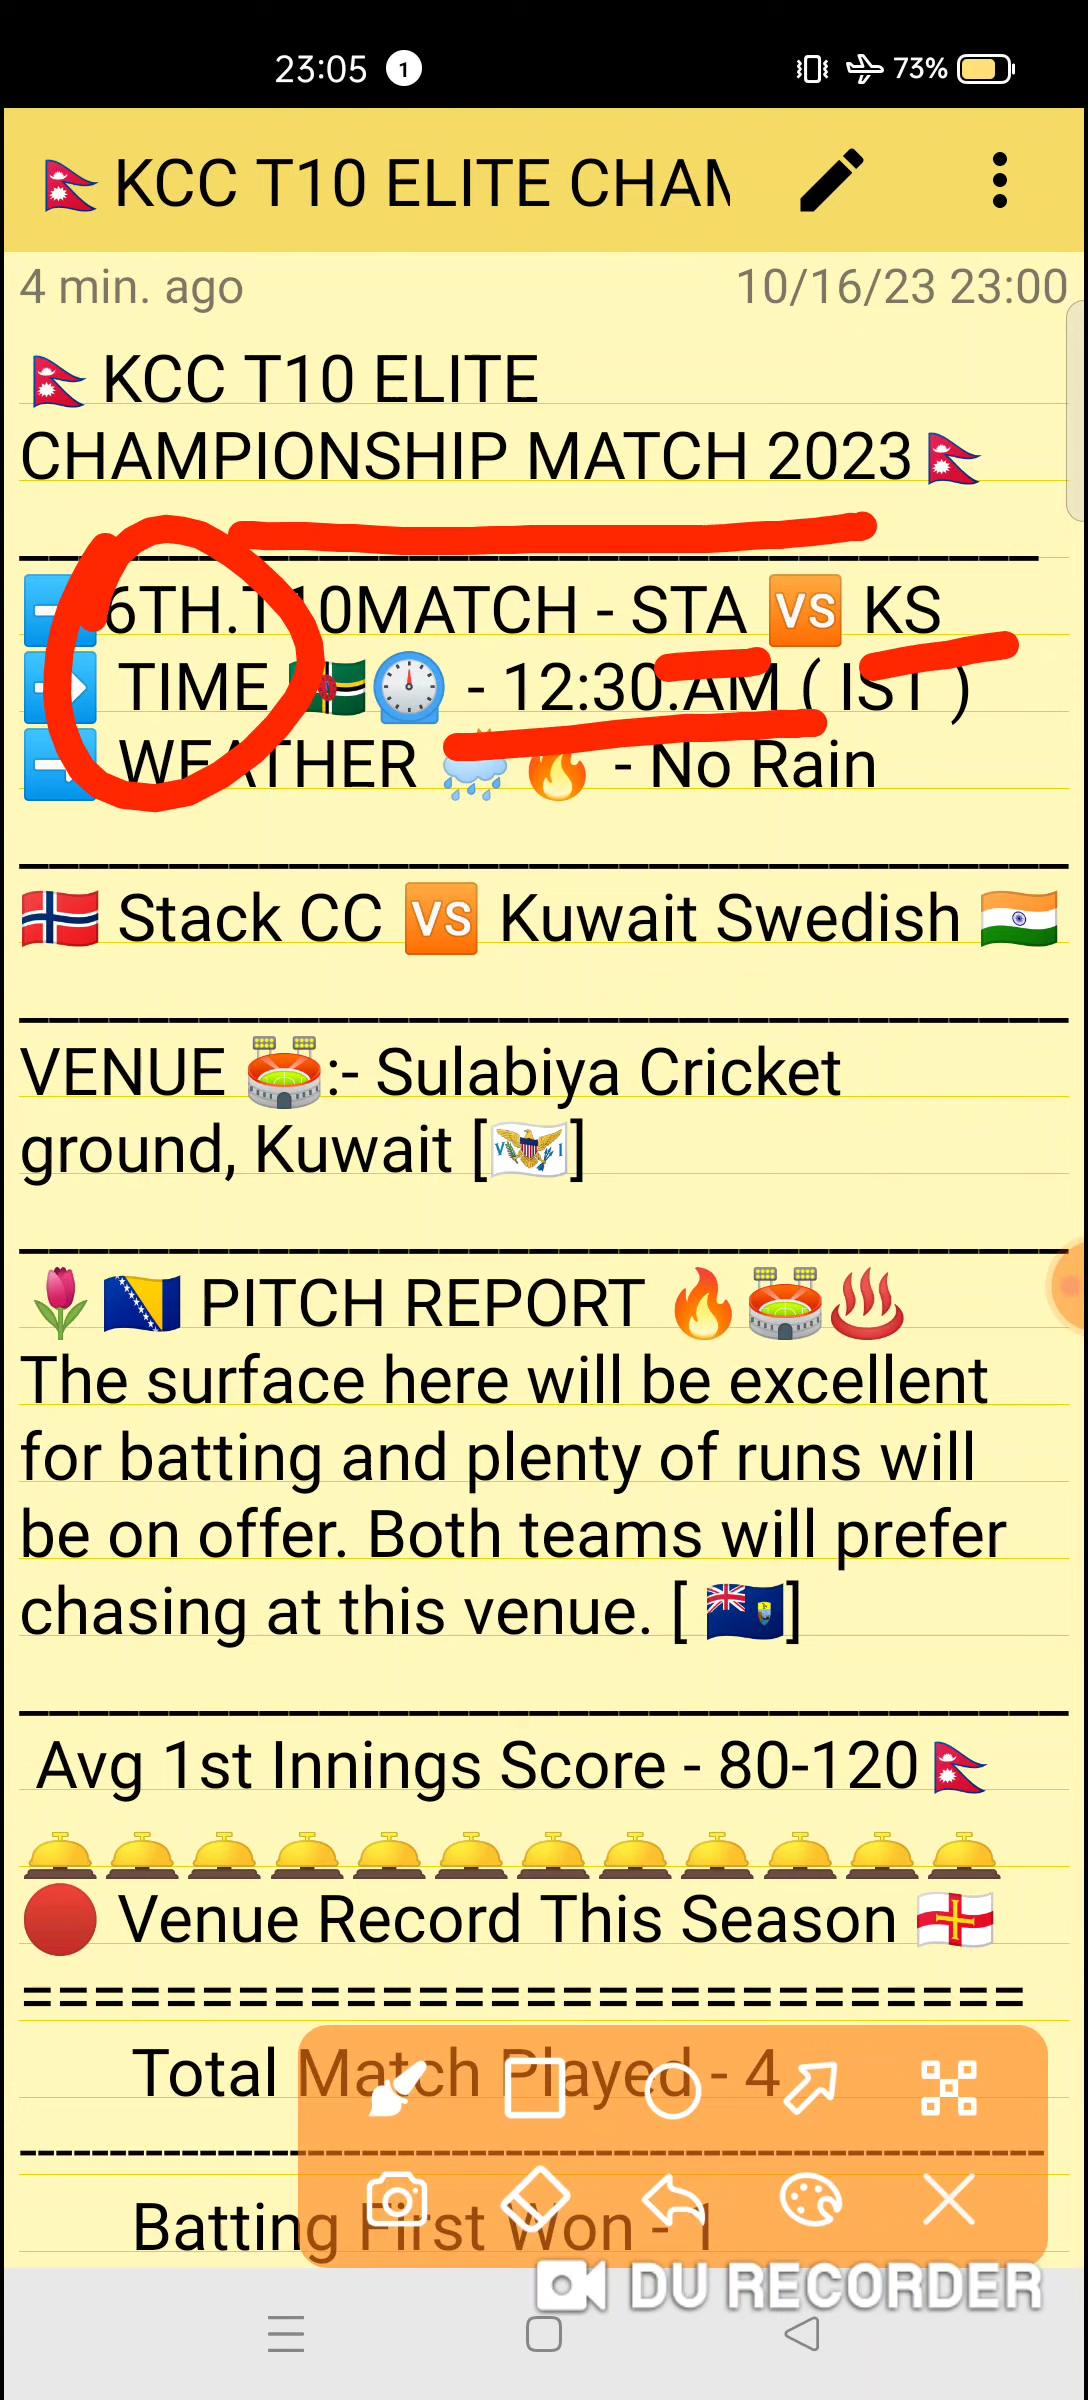 23:05 1 73%
KCC T10 ELITE CHAM
4 min. ago 10/16/23 23:00
KCC T10 ELITE
CHAMPIONSHIP MATCH 2023
6TH.T10MATCH - STA VS KS
TIME - 12:30.AM ( IST )
WEATHER - No Rain
Stack CC VS Kuwait Swedish
VENUE :- Sulabiya Cricket
ground, Kuwait [ ]
PITCH REPORT
The surface here will be excellent
for batting and plenty of runs will
be on offer. Both teams will prefer
chasing at this venue. [ ]
Avg 1st Innings Score - 80-120
Venue Record This Season
============================
Total Match Played - 4
Batting First Won - 1
DU RECORDER